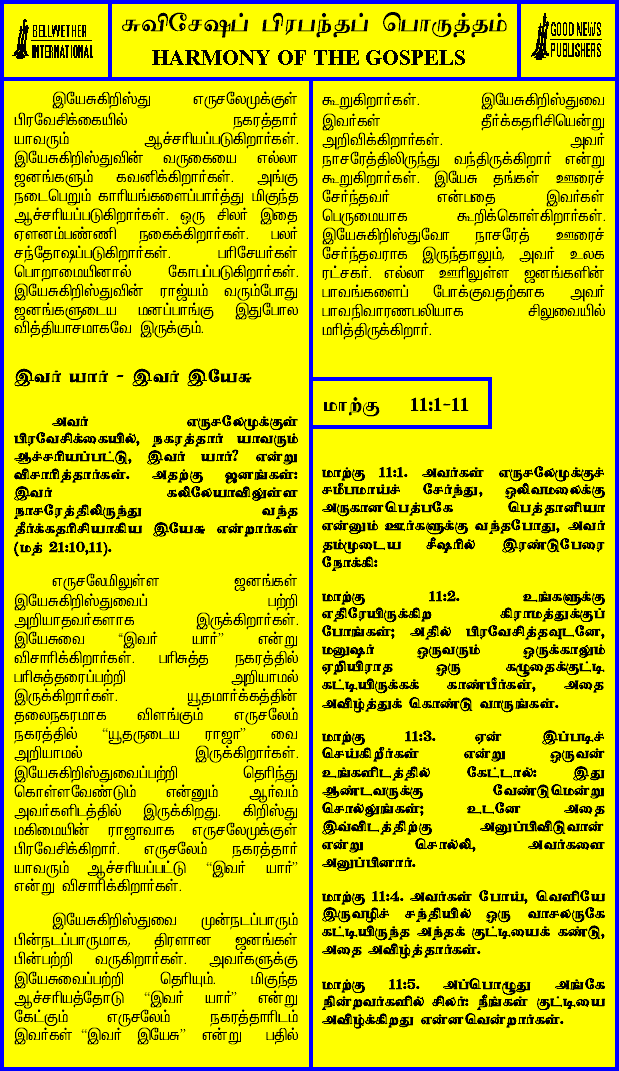 BELLWETHER
INTERNATIONAL
சுவிசேஷப் பிரபந்தப் பொருத்தம்
HARMONY OF THE GOSPELS
GOOD NEWS
PUBLISHERS
இயேசுகிறிஸ்து எருசலேமுக்குள்
பிரவேசிக்கையில் நகரத்தார்
யாவரும் ஆச்சரியப்படுகிறார்கள்.
இயேசுகிறிஸ்துவின் வருகையை எல்லா
ஜனங்களும் கவனிக்கிறார்கள். அங்கு
நடைபெறும் காரியங்களைப்பார்த்து மிகுந்த
ஆச்சரியப்படுகிறார்கள். ஒரு சிலர் இதை
ஏளனம்பண்ணி நகைக்கிறார்கள். பலர்
சந்தோஷப்படுகிறார்கள். பரிசேயர்கள்
பொறாமையினால் கோபப்படுகிறார்கள்.
இயேசுகிறிஸ்துவின் ராஜ்யம் வரும்போது
ஜனங்களுடைய மனப்பாங்கு இதுபோல
வித்தியாசமாகவே இருக்கும்.
இவர் யார் - இவர் இயேசு
அவர் எருசலேமுக்குள்
பிரவேசிக்கையில், நகரத்தார் யாவரும்
ஆச்சரியப்பட்டு, இவர் யார்? என்று
விசாரித்தார்கள். அதற்கு ஜனங்கள்:
இவர் கலிலேயாவிலுள்ள
நாசரேத்திலிருந்து வந்த
தீர்க்கதரிசியாகிய இயேசு என்றார்கள்
(மத் 21:10,11).
எருசலேமிலுள்ள ஜனங்கள்
இயேசுகிறிஸ்துவைப் பற்றி
அறியாதவர்களாக இருக்கிறார்கள்.
இயேசுவை “இவர் யார்” என்று
விசாரிக்கிறார்கள். பரிசுத்த நகரத்தில்
பரிசுத்தரைப்பற்றி அறியாமல்
இருக்கிறார்கள். யூதமார்க்கத்தின்
தலைநகரமாக விளங்கும் எருசலேம்
நகரத்தில் “யூதருடைய ராஜா” வை
அறியாமல் இருக்கிறார்கள்.
இயேசுகிறிஸ்துவைப்பற்றி தெரிந்து
கொள்ளவேண்டும் என்னும் ஆர்வம்
அவர்களிடத்தில் இருக்கிறது. கிறிஸ்து
மகிமையின் ராஜாவாக எருசலேமுக்குள்
பிரவேசிக்கிறார். எருசலேம் நகரத்தார்
யாவரும் ஆச்சரியப்பட்டு “இவர் யார்”
என்று விசாரிக்கிறார்கள்.
இயேசுகிறிஸ்துவை முன்நடப்பாரும்
பின்நடப்பாருமாக, திரளான ஜனங்கள்
பின்பற்றி வருகிறார்கள். அவர்களுக்கு
இயேசுவைப்பற்றி தெரியும். மிகுந்த
ஆச்சரியத்தோடு “இவர் யார்” என்று
கேட்கும் எருசலேம் நகரத்தாரிடம்
இவர்கள் “இவர் இயேசு” என்று பதில்
கூறுகிறார்கள். இயேசுகிறிஸ்துவை
இவர்கள் தீர்க்கதரிசியென்று
அறிவிக்கிறார்கள். அவர்
நாசரேத்திலிருந்து வந்திருக்கிறார் என்று
கூறுகிறார்கள். இயேசு தங்கள் ஊரைச்
சேர்ந்தவர் என்பதை இவர்கள்
பெருமையாக கூறிக்கொள்கிறார்கள்.
இயேசுகிறிஸ்துவோ நாசரேத் ஊரைச்
சேர்ந்தவராக இருந்தாலும், அவர் உலக
ரட்சகர். எல்லா ஊரிலுள்ள ஜனங்களின்
பாவங்களைப் போக்குவதற்காக அவர்
பாவநிவாரணபலியாக சிலுவையில்
மரித்திருக்கிறார்.
மாற்கு 11:1-11
மாற்கு 11:1. அவர்கள் எருசலேமுக்குச்
சமீபமாய்ச் சேர்ந்து, ஒலிவமலைக்கு
அருகானபெத்பகே பெத்தானியா
என்னும் ஊர்களுக்கு வந்தபோது, அவர்
தம்முடைய சீஷரில் இரண்டுபேரை
நோக்கி:
மாற்கு 11:2. உங்களுக்கு
எதிரேயிருக்கிற கிராமத்துக்குப்
போங்கள்; அதில் பிரவேசித்தவுடனே,
மனுஷர் ஒருவரும் ஒருக்காலும்
ஏறியிராத ஒரு கழுதைக்குட்டி
கட்டியிருக்கக் காண்பீர்கள், அதை
அவிழ்த்துக் கொண்டு வாருங்கள்.
மாற்கு 11:3. ஏன் இப்படிச்
செய்கிறீர்கள் என்று ஒருவன்
உங்களிடத்தில் கேட்டால்: இது
ஆண்டவருக்கு வேண்டுமென்று
சொல்லுங்கள்; உடனே அதை
இவ்விடத்திற்கு அனுப்பிவிடுவான்
என்று சொல்லி, அவர்களை
அனுப்பினார்.
மாற்கு 11:4. அவர்கள் போய், வெளியே
இருவழிச் சந்தியில் ஒரு வாசலருகே
கட்டியிருந்த அந்தக் குட்டியைக் கண்டு,
அதை அவிழ்த்தார்கள்.
மாற்கு 11:5. அப்பொழுது அங்கே
நின்றவர்களில் சிலர்: நீங்கள் குட்டியை
அவிழ்க்கிறது என்னவென்றார்கள்.